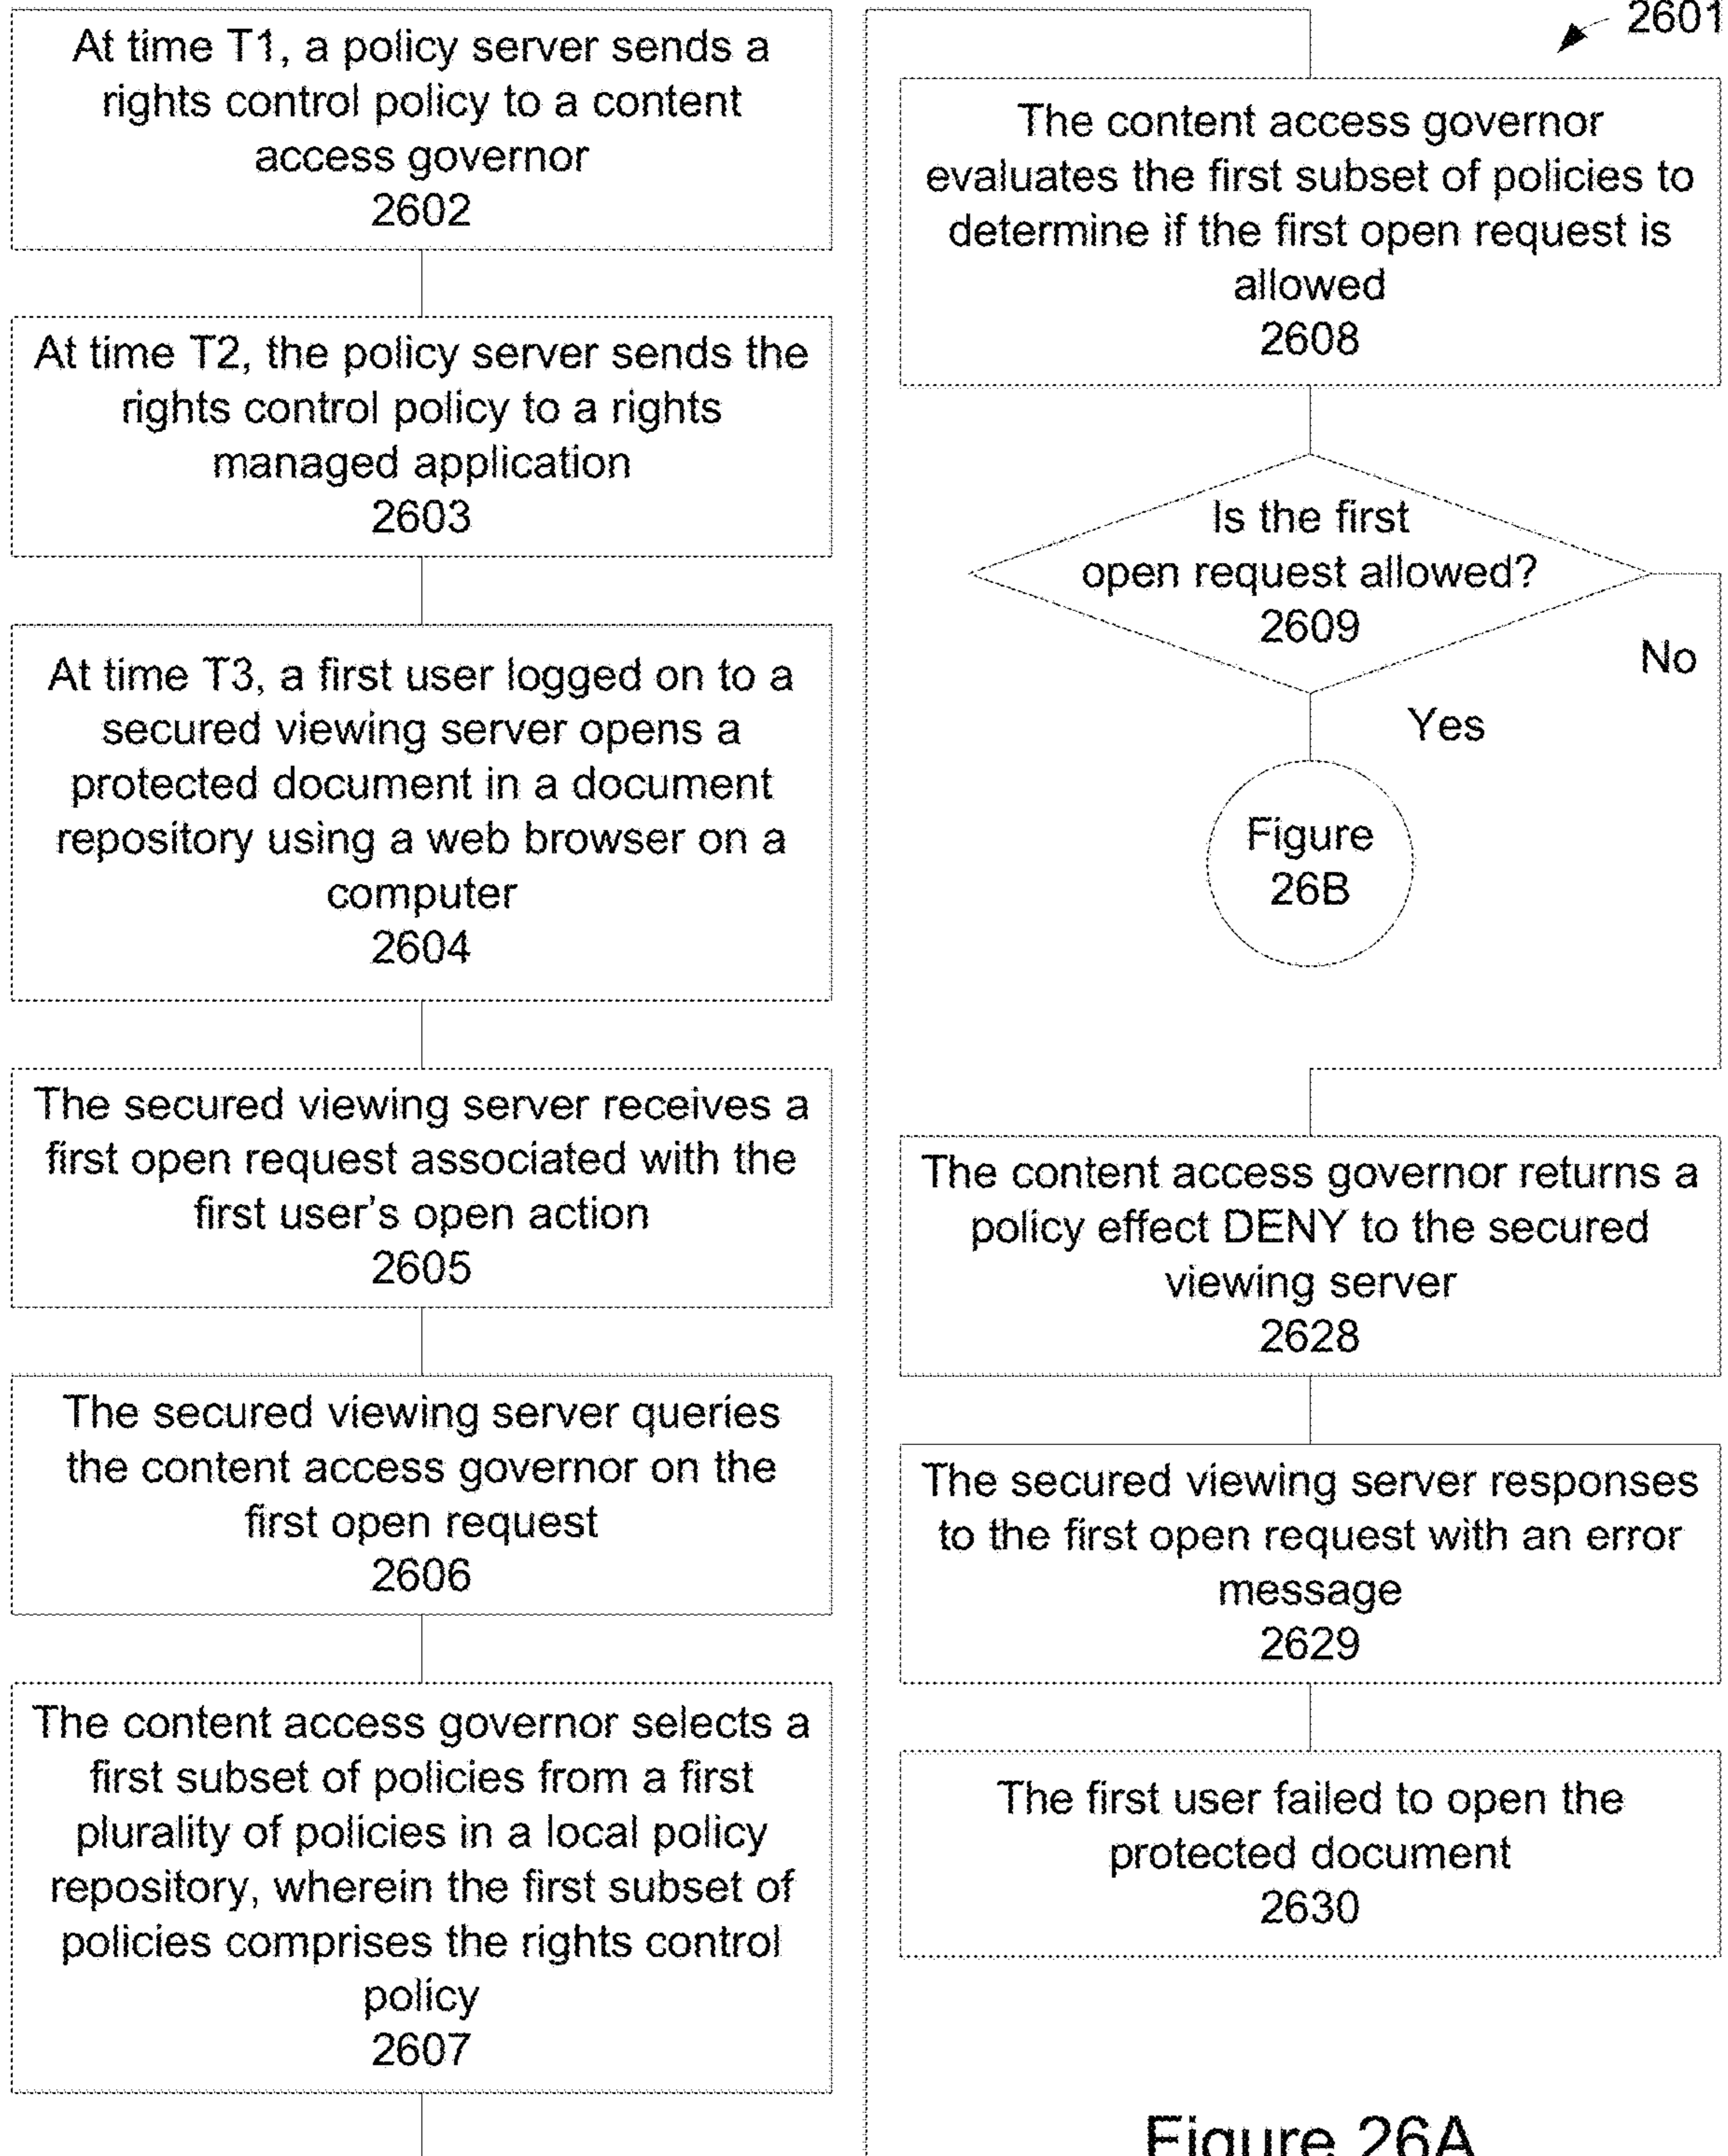 At time T1, a policy server sends a
rights control policy to a content
access governor
2602
At time T2, the policy server sends the
rights control policy to a rights
managed application
2603
At time T3, a first user logged on to a
secured viewing server opens a
protected document in a document
repository using a web browser on a
computer
2604
The secured viewing server receives a
first open request associated with the
first user's open action
2605
The secured viewing server queries
the content access governor on the
first open request
2606
The content access governor selects a
first subset of policies from a first
plurality of policies in a local policy
repository, wherein the first subset of
policies comprises the rights control
policy
2607
2601
The content access governor
evaluates the first subset of policies to
determine if the first open request is
allowed
2608
Is the first
open request allowed?
2609
No
Yes
Figure
26B
The content access governor returns a
policy effect DENY to the secured
viewing server
2628
The secured viewing server responses
to the first open request with an error
message
2629
The first user failed to open the
protected document
2630
Figure 26A